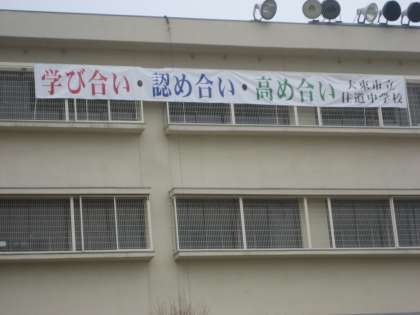 学び合い・認め合い・高め合い
大東市立
住道中学校